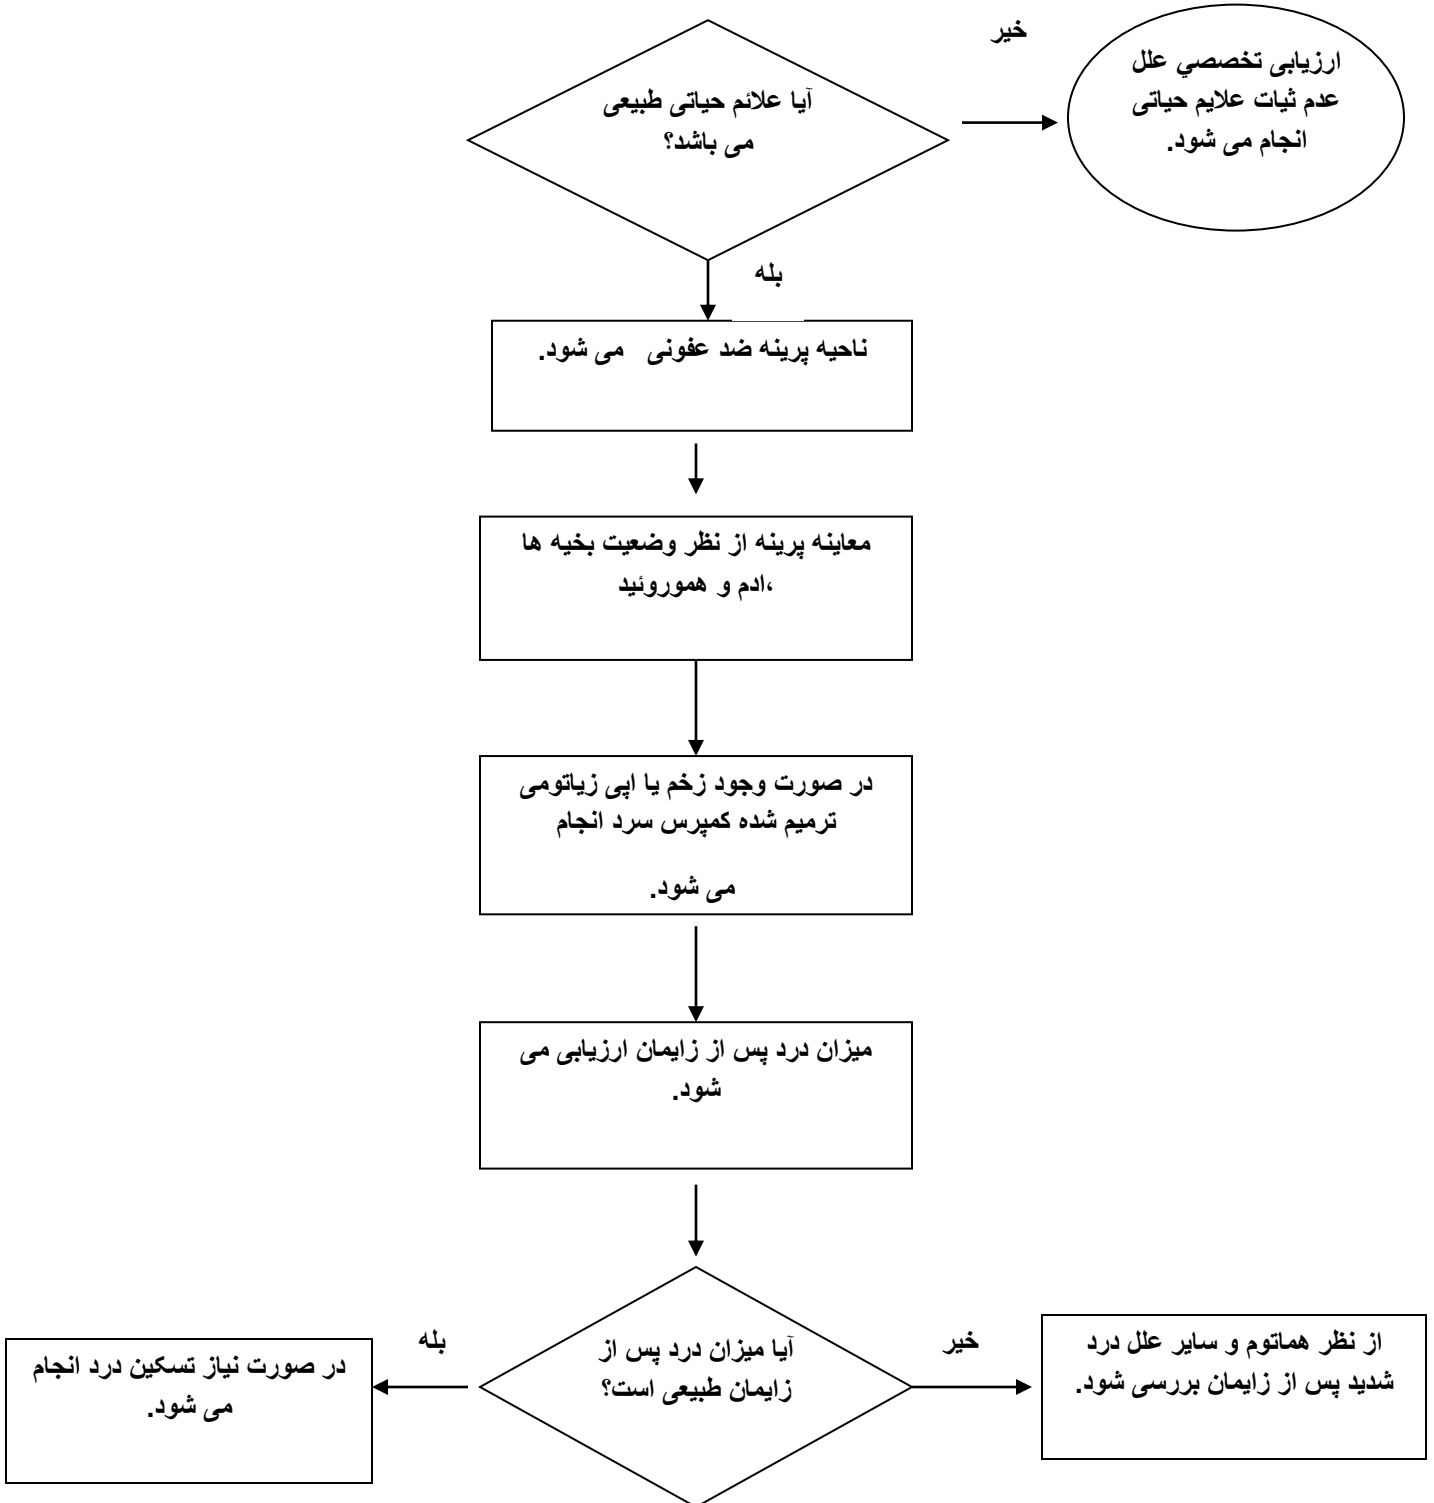 آیا علائم حیاتی طبیعی
می باشد؟
خیر
ارزیابی تخصصي علل
عدم ثبات علایم حیاتی
انجام می شود.
بله
ناحیه پرینه ضد عفونی می شود.
معاینه پرینه از نظر وضعیت بخیه ها
،ادم و هموروئید
در صورت وجود زخم یا اپی زیاتومی
ترمیم شده کمپرس سرد انجام
می شود.
میزان درد پس از زایمان ارزیابی می
شود.
آیا میزان درد پس از
زایمان طبیعی است؟
خیر
از نظر هماتوم و سایر علل درد
شدید پس از زایمان بررسی شود.
بله
در صورت نیاز تسکین درد انجام
می شود.